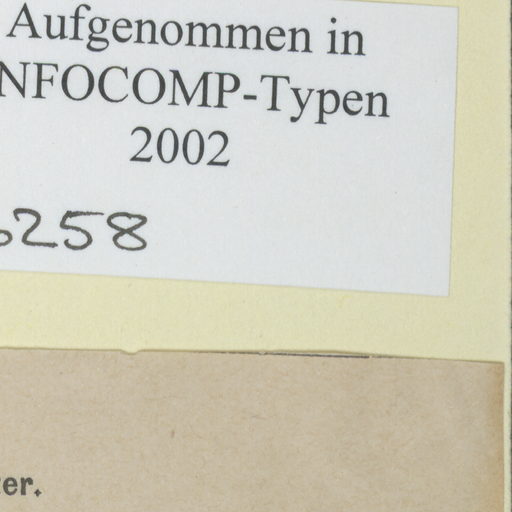 Aufgenommen in
NFOCOMP-Typen
2002
258
er.